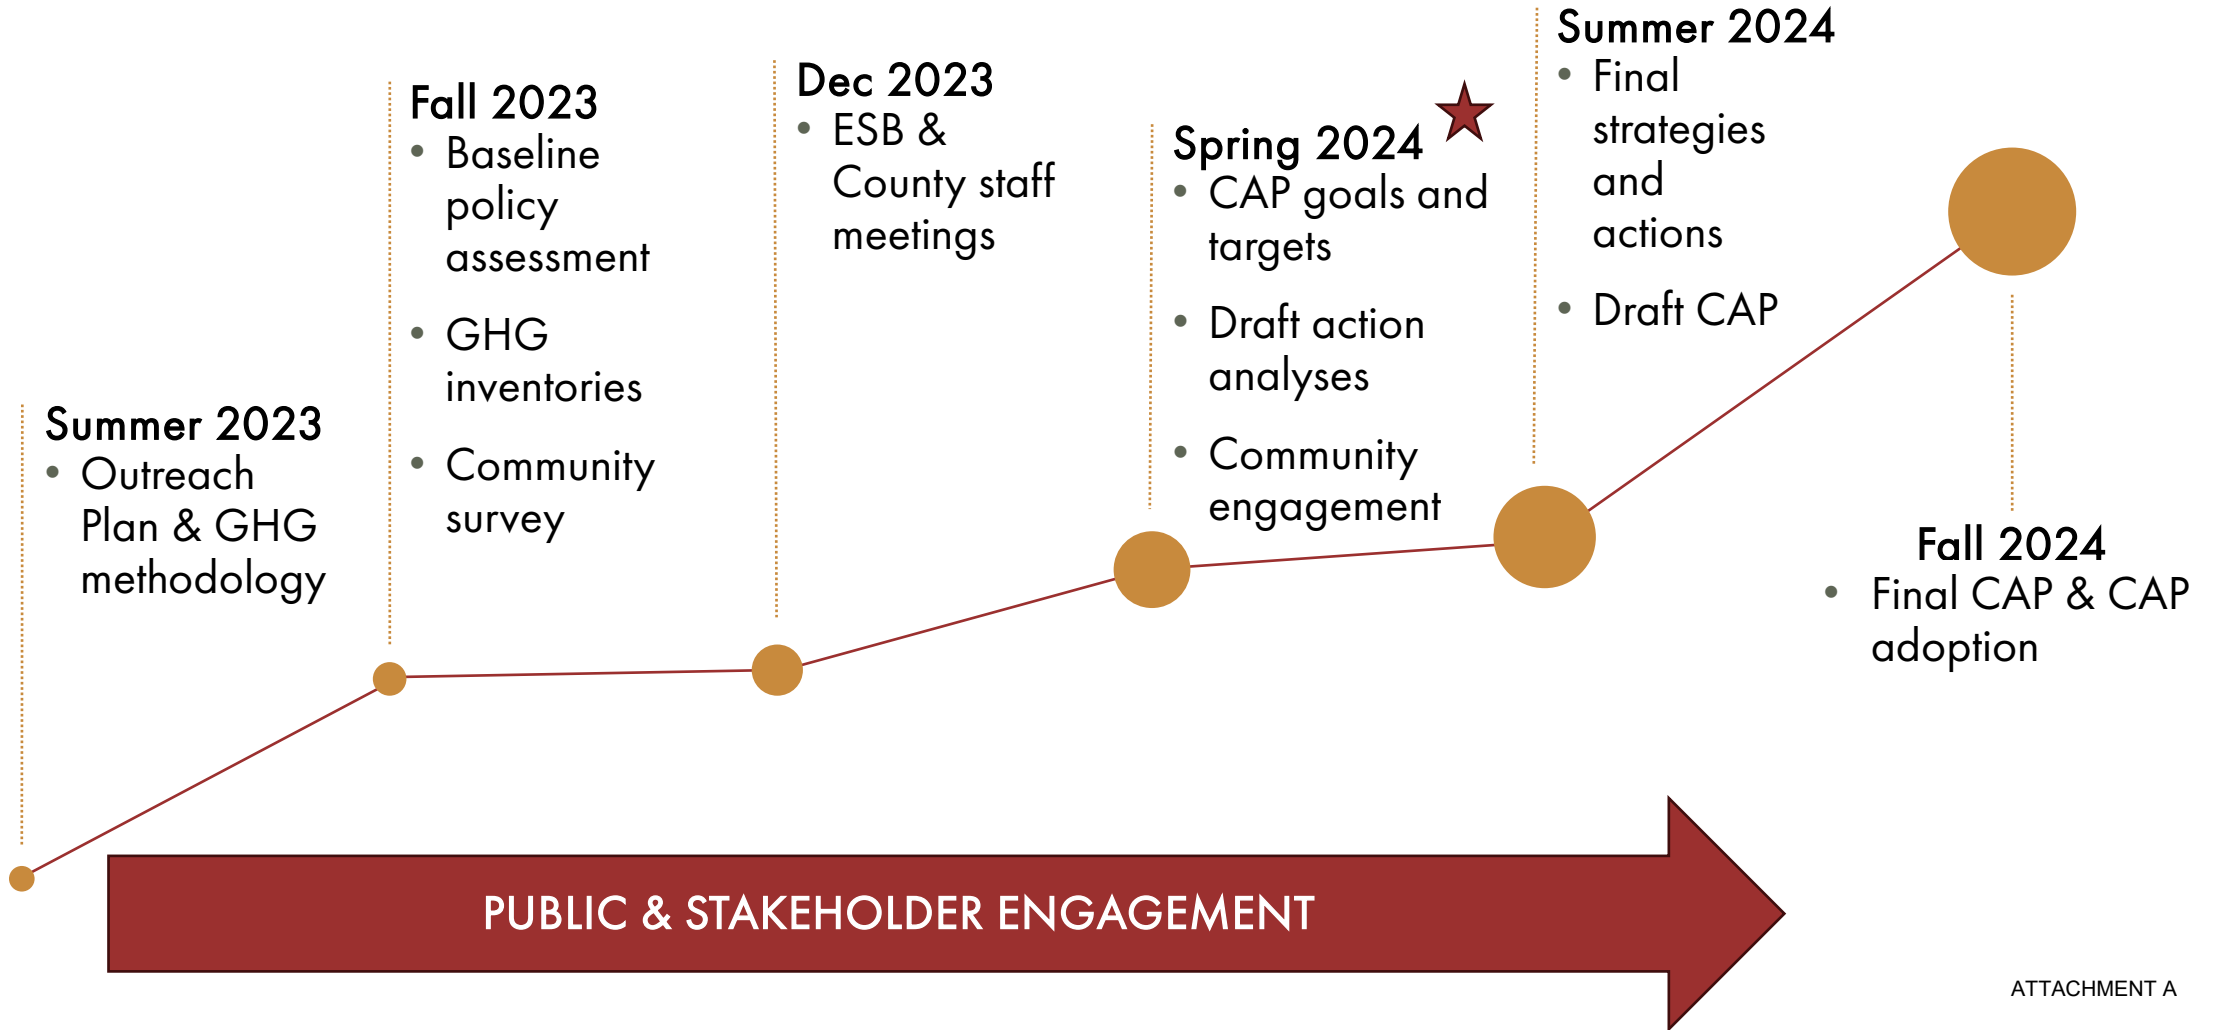 Summer 2023
• Outreach
Plan & GHG
methodology
Fall 2023
• Baseline
policy
assessment
• GHG
inventories
• Community
survey
Dec 2023
• ESB &
County staff
meetings
Spring 2024
• CAP goals and
targets
• Draft action
analyses
• Community
engagement
Summer 2024
• Final
strategies
and
actions
• Draft CAP
Fall 2024
• Final CAP & CAP
adoption
PUBLIC & STAKEHOLDER ENGAGEMENT
ATTACHMENT A